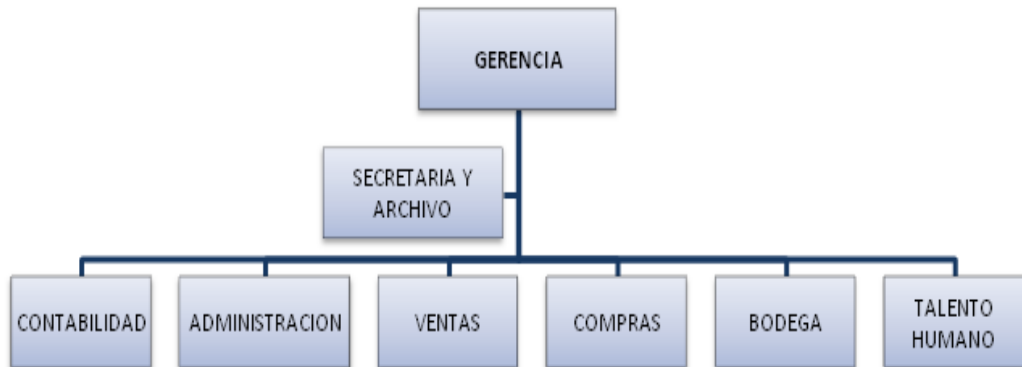 GERENCIA
SECRETARIA Y
ARCHIVO
CONTABILIDAD
ADMINISTRACION
VENTAS
COMPRAS
BODEGA
TALENTO
HUMANO